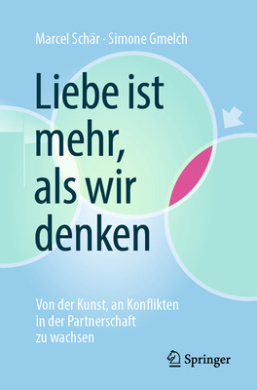 Marcel Schär · Simone Gmelch
Liebe ist
mehr,
als wir
denken
Von der Kunst, an Konflikten
in der Partnerschaft
zu wachsen
Springer